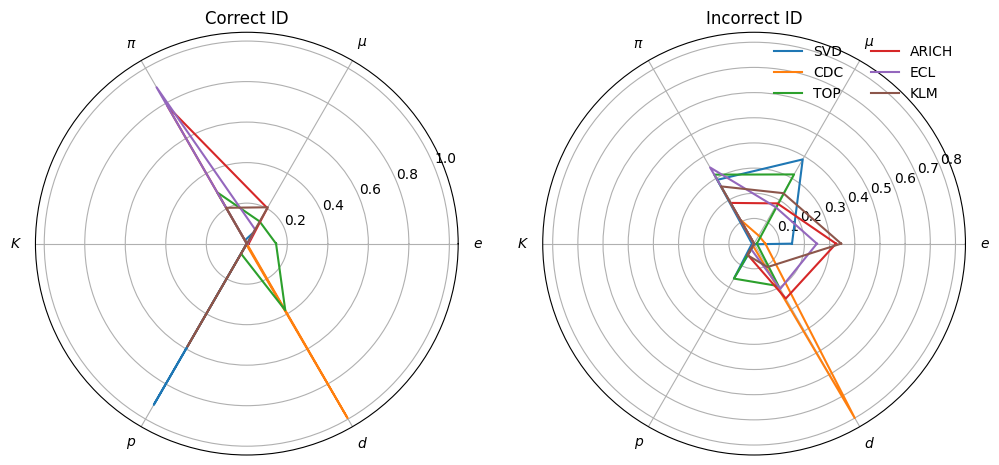 Correct ID
π
μ
K
e
p
d
0.2
0.4
0.6
0.8
1.0
Incorrect ID
π
μ
K
e
p
d
0.1
0.2
0.3
0.4
0.5
0.6
0.7
0.8
SVD
CDC
TOP
ARICH
ECL
KLM